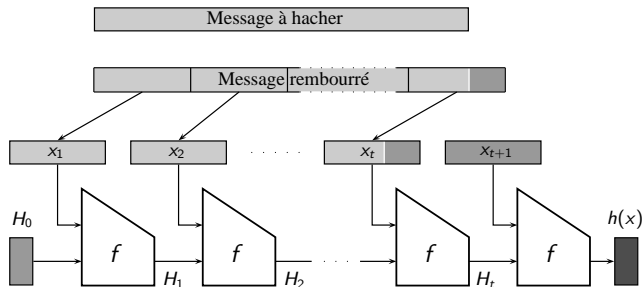 Message à hacher
Message rembourré
x1 x2 . . . . . xt xt+1
H0 h(x)
f f . . . f f
H1 H2 Ht